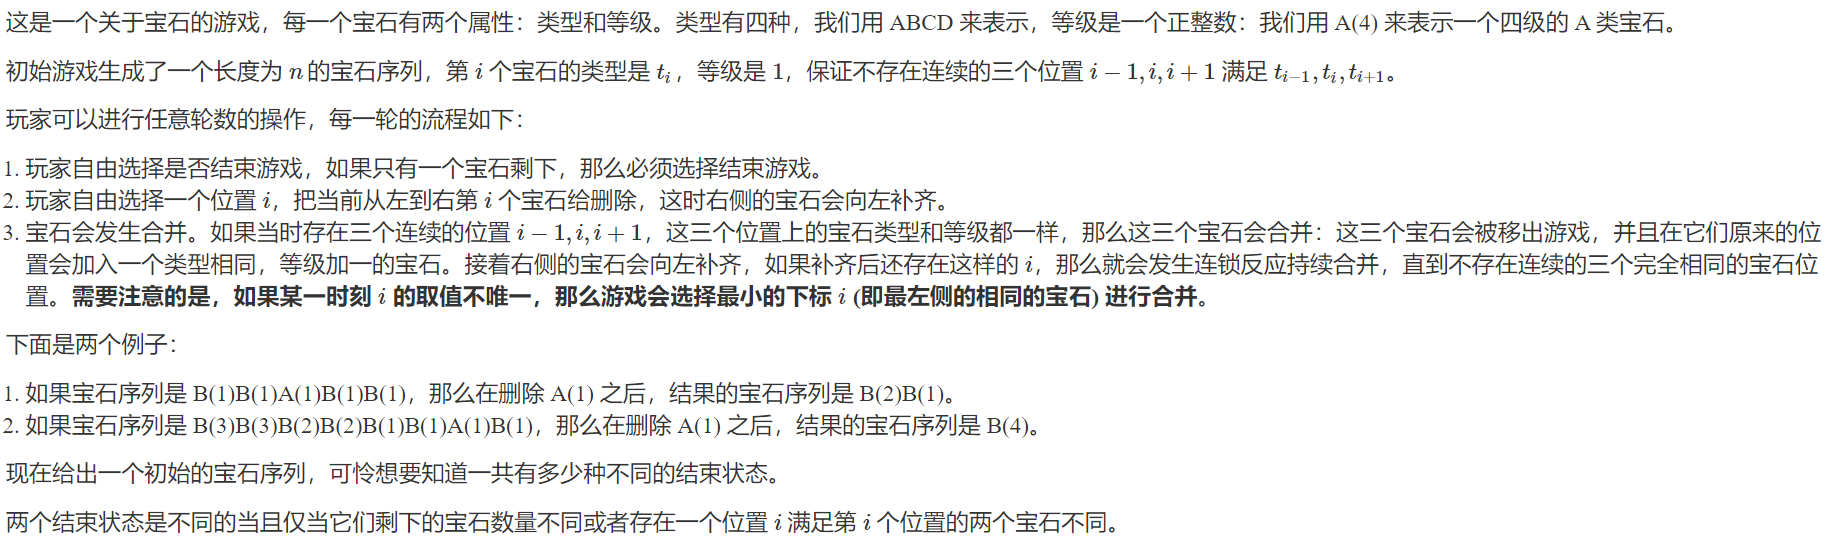 这是一个关于宝石的游戏，每一个宝石有两个属性：类型和等级。类型有四种，我们用 ABCD 来表示，等级是一个正整数：我们用 A(4) 来表示一个四级的 A 类宝石。
初始游戏生成了一个长度为 n 的宝石序列，第 i 个宝石的类型是 tᵢ，等级是 1，保证不存在连续的三个位置 i − 1, i, i + 1 满足 tᵢ₋₁, tᵢ, tᵢ₊₁。
玩家可以进行任意轮数的操作，每一轮的流程如下：
1. 玩家自由选择是否结束游戏，如果只有一个宝石剩下，那么必须选择结束游戏。
2. 玩家自由选择一个位置 i，把当前从左到右第 i 个宝石给删除，这时右侧的宝石会向左补齐。
3. 宝石会发生合并。如果当时存在三个连续的位置 i − 1, i, i + 1，这三个位置上的宝石类型和等级都一样，那么这三个宝石会合并：这三个宝石会被移出游戏，并且在它们原来的位
置会加入一个类型相同，等级加一的宝石。接着右侧的宝石会向左补齐，如果补齐后还存在这样的 i，那么就会发生连锁反应持续合并，直到不存在连续的三个完全相同的宝石位
置。需要注意的是，如果某一时刻 i 的取值不唯一，那么游戏会选择最小的下标 i (即最左侧的相同的宝石) 进行合并。
下面是两个例子：
1. 如果宝石序列是 B(1)B(1)A(1)B(1)B(1)，那么在删除 A(1) 之后，结果的宝石序列是 B(2)B(1)。
2. 如果宝石序列是 B(3)B(3)B(2)B(2)B(1)B(1)A(1)B(1)，那么在删除 A(1) 之后，结果的宝石序列是 B(4)。
现在给出一个初始的宝石序列，可怜想要知道一共有多少种不同的结束状态。
两个结束状态是不同的当且仅当它们剩下的宝石数量不同或者存在一个位置 i 满足第 i 个位置的两个宝石不同。